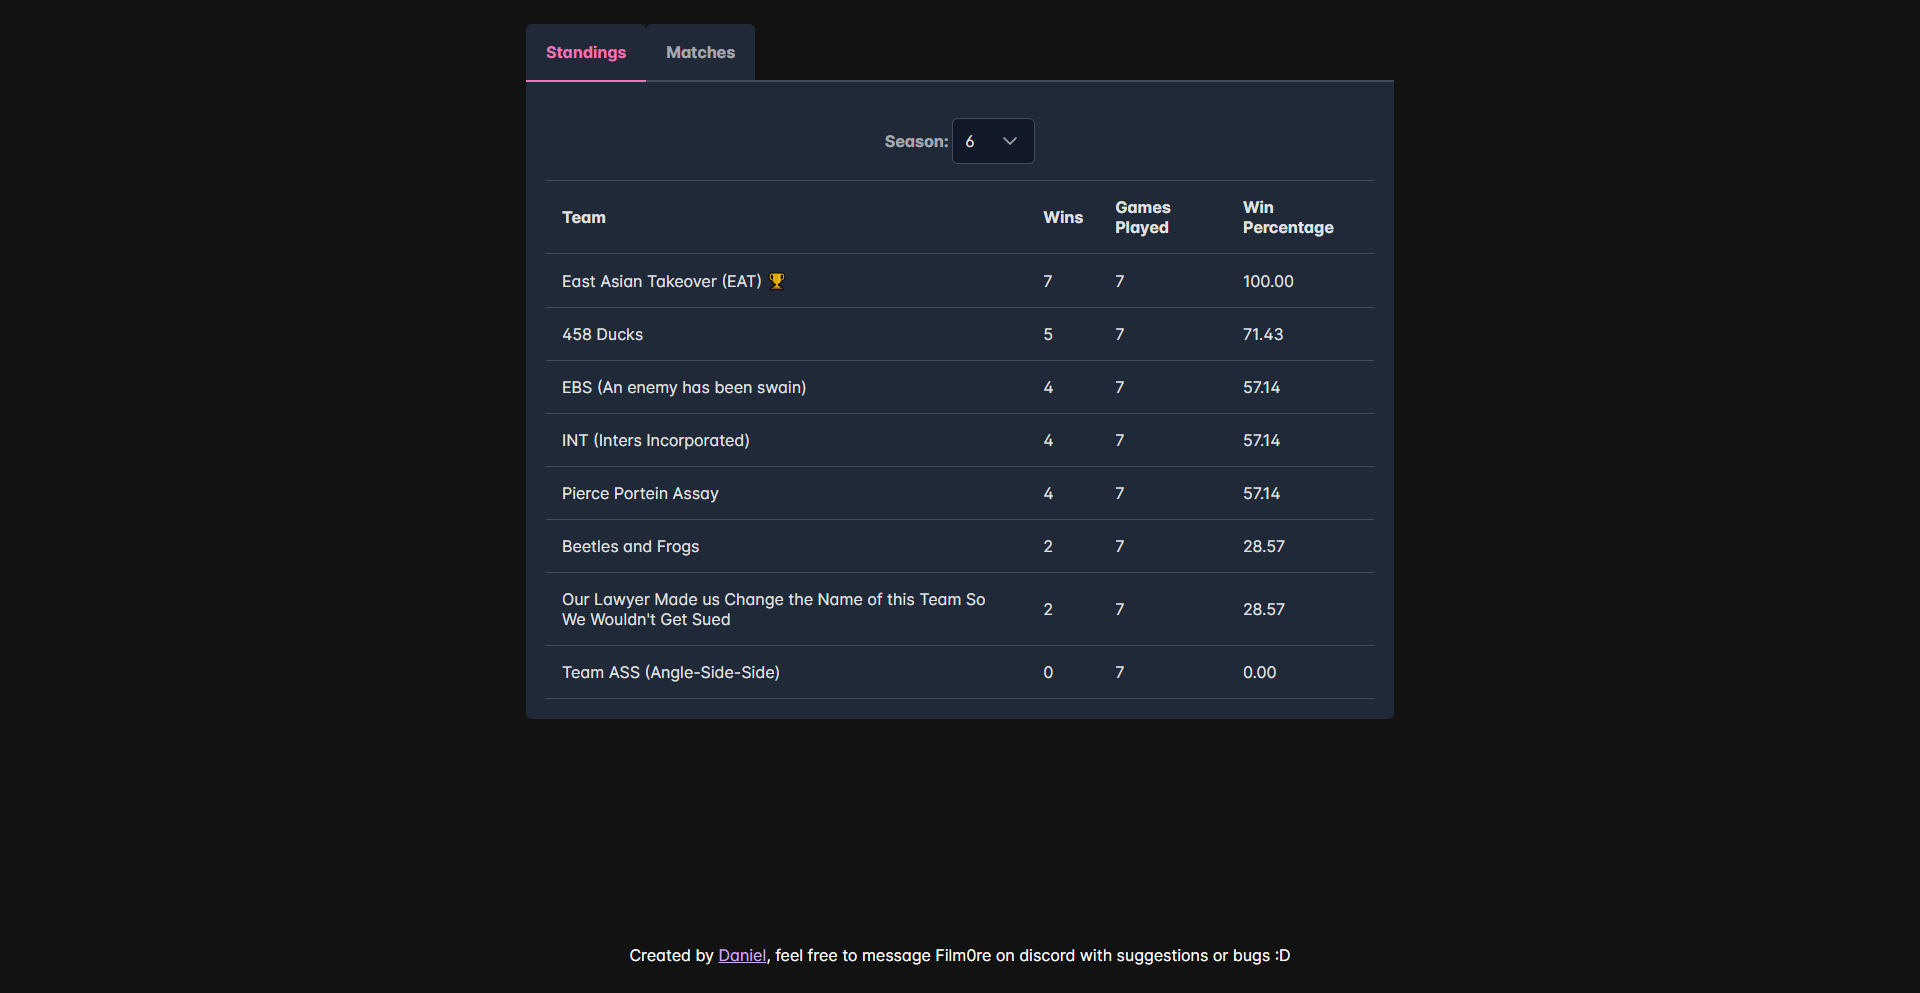 Standings Matches
Season: 6
Team Wins Games Played Win Percentage
East Asian Takeover (EAT) 🏆 7 7 100.00
458 Ducks 5 7 71.43
EBS (An enemy has been swain) 4 7 57.14
INT (Inters Incorporated) 4 7 57.14
Pierce Portein Assay 4 7 57.14
Beetles and Frogs 2 7 28.57
Our Lawyer Made us Change the Name of this Team So
We Wouldn't Get Sued 2 7 28.57
Team ASS (Angle-Side-Side) 0 7 0.00
Created by Daniel, feel free to message Film0re on discord with suggestions or bugs :D